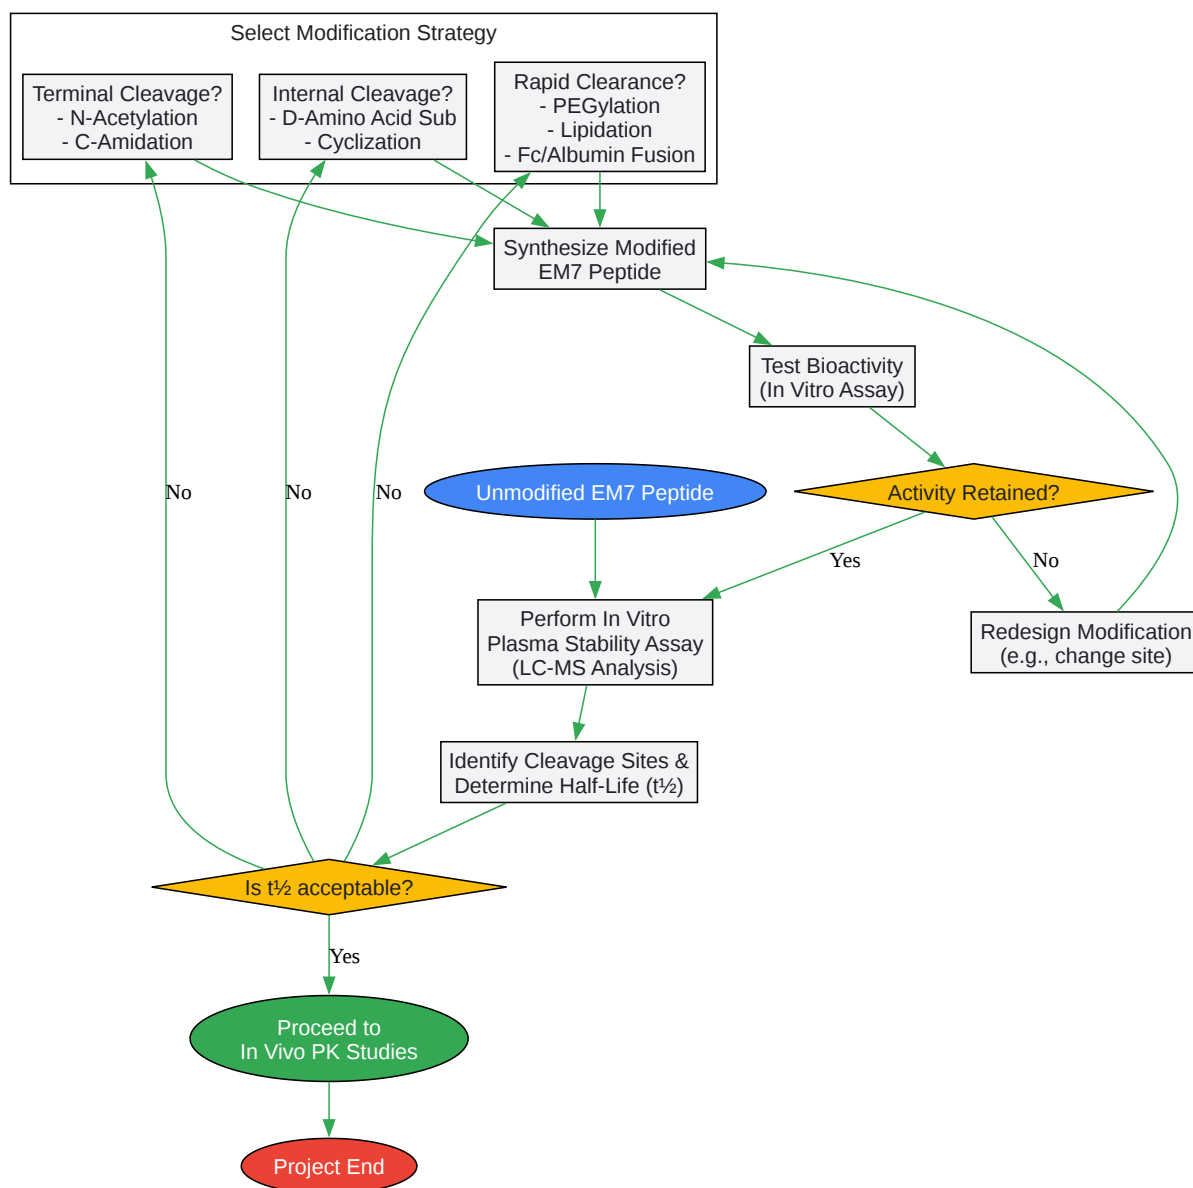 Select Modification Strategy
Terminal Cleavage?
- N-Acetylation
- C-Amidation
Internal Cleavage?
- D-Amino Acid Sub
- Cyclization
Rapid Clearance?
- PEGylation
- Lipidation
- Fc/Albumin Fusion
Synthesize Modified
EM7 Peptide
Test Bioactivity
(In Vitro Assay)
No
No
No
Unmodified EM7 Peptide
Activity Retained?
Yes
No
Perform In Vitro
Plasma Stability Assay
(LC-MS Analysis)
Redesign Modification
(e.g., change site)
Identify Cleavage Sites &
Determine Half-Life (t½)
Is t½ acceptable?
Yes
Proceed to
In Vivo PK Studies
Project End